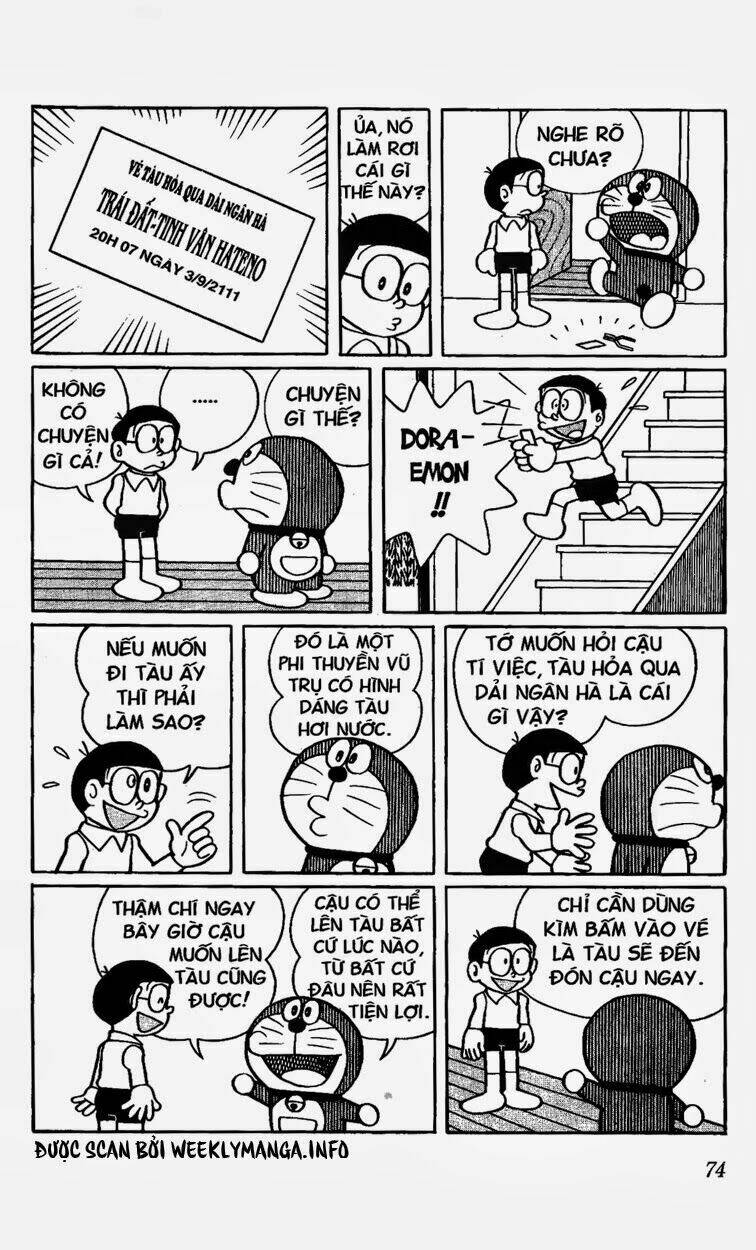 NGHE RÕ
CHƯA?
ỦA, NÓ
LÀM RƠI
CÁI GÌ
THẾ NÀY?
VÉ TÀU HỎA QUA DẢI NGÂN HÀ
TRÁI ĐẤT-TINH VÂN HATENO
20H 07 NGÀY 3/9/2111
DORA-
EMON
!!
CHUYỆN
GÌ THẾ?
.....
KHÔNG
CÓ
CHUYỆN
GÌ CẢ!
TỚ MUỐN HỎI CẬU
TÍ VIỆC, TÀU HỎA QUA
DẢI NGÂN HÀ LÀ CÁI
GÌ VẬY?
ĐÓ LÀ MỘT
PHI THUYỀN VŨ
TRỤ CÓ HÌNH
DÁNG TÀU
HƠI NƯỚC.
NẾU MUỐN
ĐI TÀU ẤY
THÌ PHẢI
LÀM SAO?
CHỈ CẦN DÙNG
KÌM BẤM VÀO VÉ
LÀ TÀU SẼ ĐẾN
ĐÓN CẬU NGAY.
CẬU CÓ THỂ
LÊN TÀU BẤT
CỨ LÚC NÀO,
TỪ BẤT CỨ
ĐÂU NÊN RẤT
TIỆN LỢI.
THẬM CHÍ NGAY
BÂY GIỜ CẬU
MUỐN LÊN
TÀU CŨNG
ĐƯỢC!
ĐƯỢC SCAN BỞI WEEKLYMANGA.INFO
74